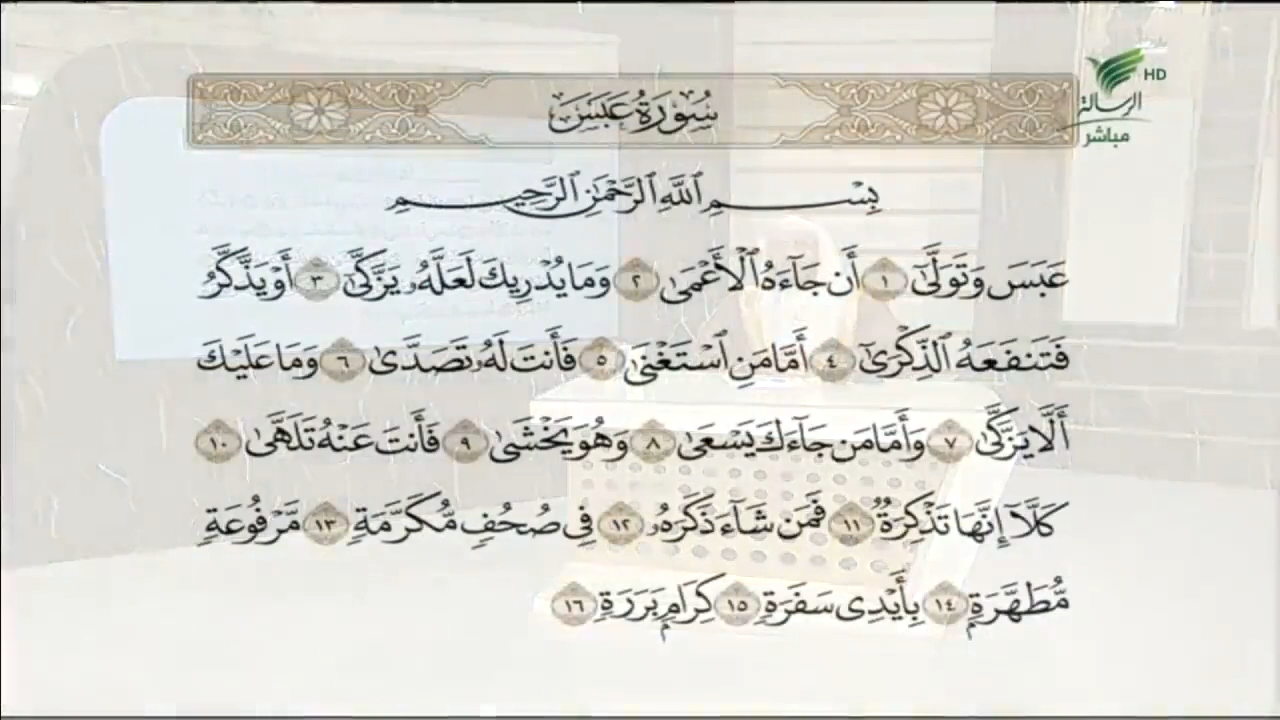 HD
الرسالة
مباشر
سُورَةُ عَبَسَ
بِسْمِ ٱللَّهِ ٱلرَّحْمَٰنِ ٱلرَّحِيمِ
عَبَسَ وَتَوَلَّىٰٓ ١ أَن جَآءَهُ ٱلْأَعْمَىٰ ٢ وَمَا يُدْرِيكَ لَعَلَّهُۥ يَزَّكَّىٰٓ ٣ أَوْ يَذَّكَّرُ
فَتَنفَعَهُ ٱلذِّكْرَىٰٓ ٤ أَمَّا مَنِ ٱسْتَغْنَىٰ ٥ فَأَنتَ لَهُۥ تَصَدَّىٰ ٦ وَمَا عَلَيْكَ
أَلَّا يَزَّكَّىٰ ٧ وَأَمَّا مَن جَآءَكَ يَسْعَىٰ ٨ وَهُوَ يَخْشَىٰ ٩ فَأَنتَ عَنْهُ تَلَهَّىٰ ١٠
كَلَّآ إِنَّهَا تَذْكِرَةٌ ١١ فَمَن شَآءَ ذَكَرَهُۥ ١٢ فِى صُحُفٍ مُّكَرَّمَةٍ ١٣ مَّرْفُوعَةٍ
مُّطَهَّرَةٍۭ ١٤ بِأَيْدِى سَفَرَةٍ ١٥ كِرَامٍۭ بَرَرَةٍ ١٦